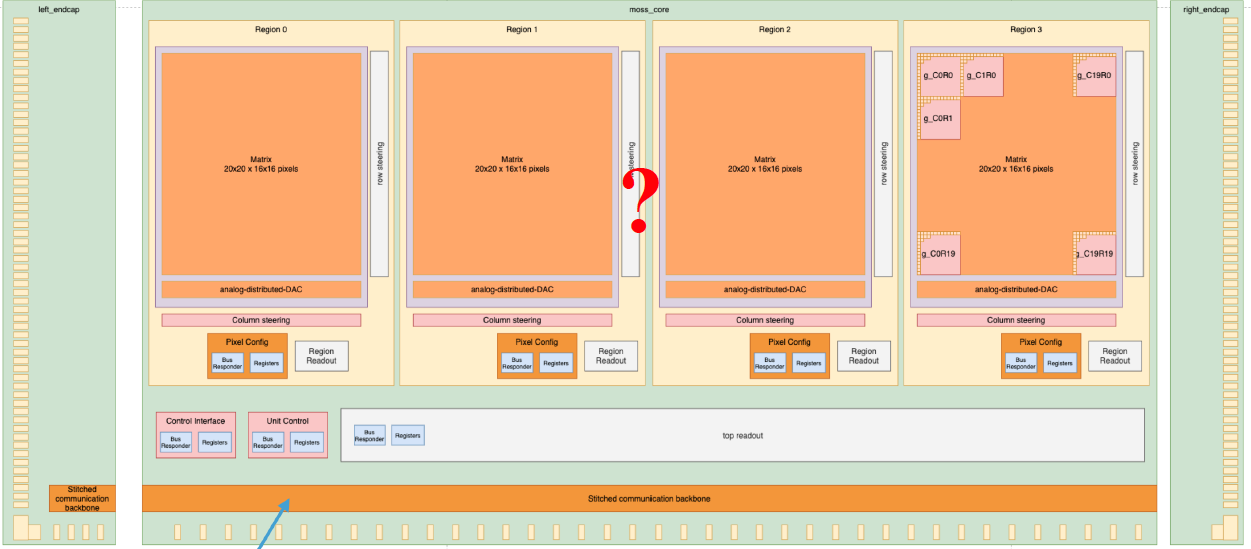 left_endcap
moss_core
right_endcap
Region 0
Region 1
Region 2
Region 3
Matrix
20x20 x 16x16 pixels
row steering
analog-distributed-DAC
Column steering
Pixel Config
Bus
Responder
Registers
Region
Readout
Matrix
20x20 x 16x16 pixels
?
analog-distributed-DAC
Column steering
Pixel Config
Bus
Responder
Registers
Region
Readout
Matrix
20x20 x 16x16 pixels
row steering
analog-distributed-DAC
Column steering
Pixel Config
Bus
Responder
Registers
Region
Readout
g_C0R0
g_C1R0
g_C19R0
g_C0R1
Matrix
20x20 x 16x16 pixels
row steering
g_C0R19
g_C19R19
analog-distributed-DAC
Column steering
Pixel Config
Bus
Responder
Registers
Region
Readout
Control Interface
Bus
Responder
Registers
Unit Control
Bus
Responder
Registers
Bus
Responder
Registers
top readout
Stitched
communication
backbone
Stitched communication backbone